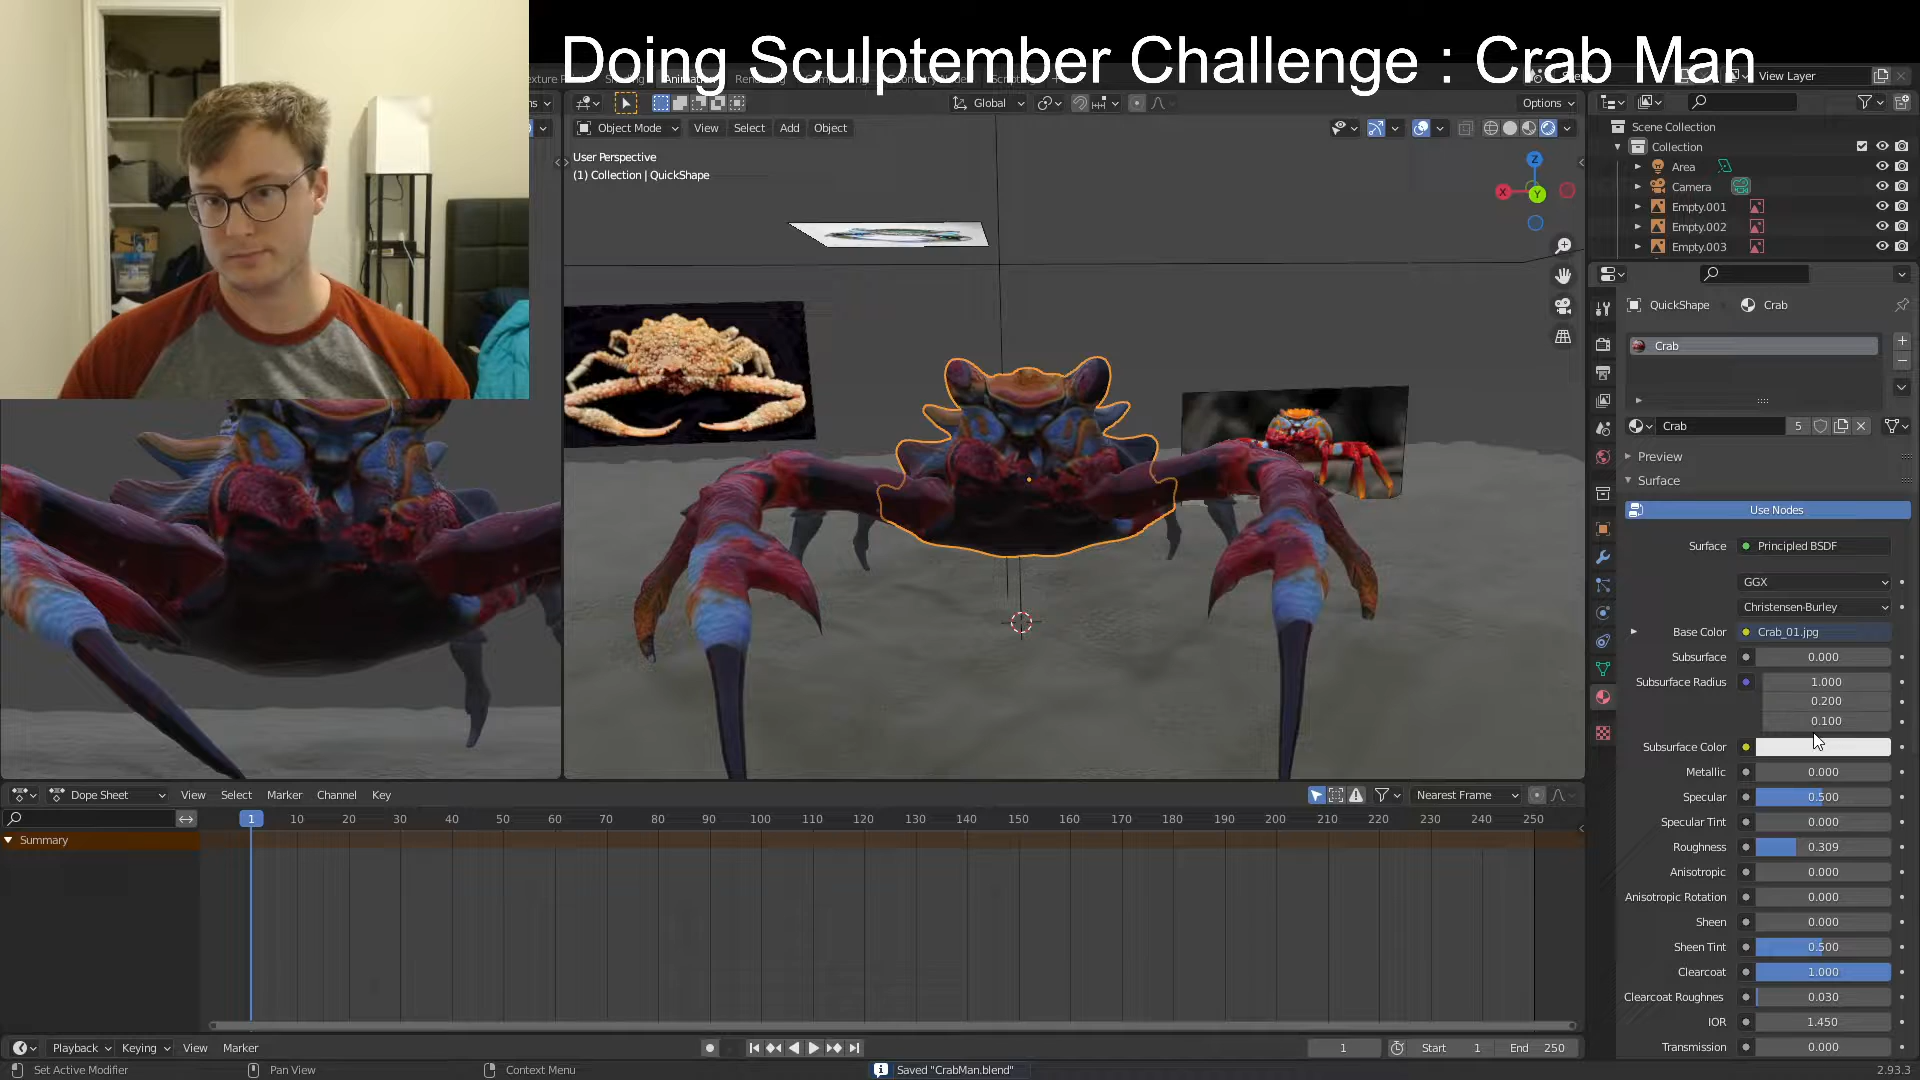 Doing Sculptember Challenge : Crab Man
View Layer
Global
Options
Object Mode
View
Select
Add
Object
User Perspective
(1) Collection | QuickShape
Scene Collection
Collection
Area
Camera
Empty.001
Empty.002
Empty.003
QuickShape
Crab
Crab
Crab
5
Preview
Surface
Use Nodes
Surface
Principled BSDF
GGX
Christensen-Burley
Base Color
Crab_01.jpg
Subsurface
0.000
Subsurface Radius
1.000
0.200
0.100
Subsurface Color
Metallic
0.000
Specular
0.500
Specular Tint
0.000
Roughness
0.309
Anisotropic
0.000
Anisotropic Rotation
0.000
Sheen
0.000
Sheen Tint
0.500
Clearcoat
1.000
Clearcoat Roughnes
0.030
IOR
1.450
Transmission
0.000
X
Y
Z
Dope Sheet
View
Select
Marker
Channel
Key
Nearest Frame
1
10
20
30
40
50
60
70
80
90
100
110
120
130
140
150
160
170
180
190
200
210
220
230
240
250
Summary
Playback
Keying
View
Marker
1
Start
1
End
250
Set Active Modifier
Pan View
Context Menu
Saved "CrabMan.blend"
2.93.3